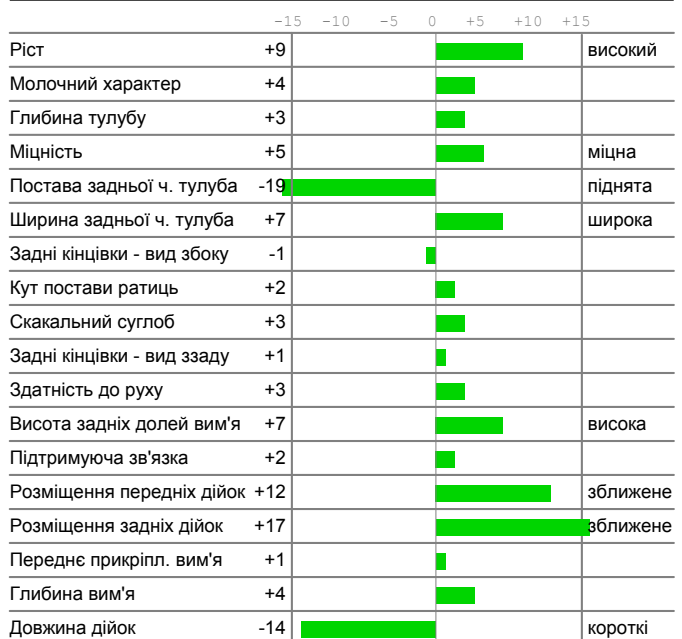 -15 -10 -5 0 +5 +10 +15
Ріст +9 високий
Молочний характер +4
Глибина тулубу +3
Міцність +5 міцна
Постава задньої ч. тулуба -19 піднята
Ширина задньої ч. тулуба +7 широка
Задні кінцівки - вид збоку -1
Кут постави ратиць +2
Скакальний суглоб +3
Задні кінцівки - вид ззаду +1
Здатність до руху +3
Висота задніх долей вим'я +7 висока
Підтримуюча зв'язка +2
Розміщення передніх дійок +12 зближене
Розміщення задніх дійок +17 зближене
Переднє прикріпл. вим'я +1
Глибина вим'я +4
Довжина дійок -14 короткі